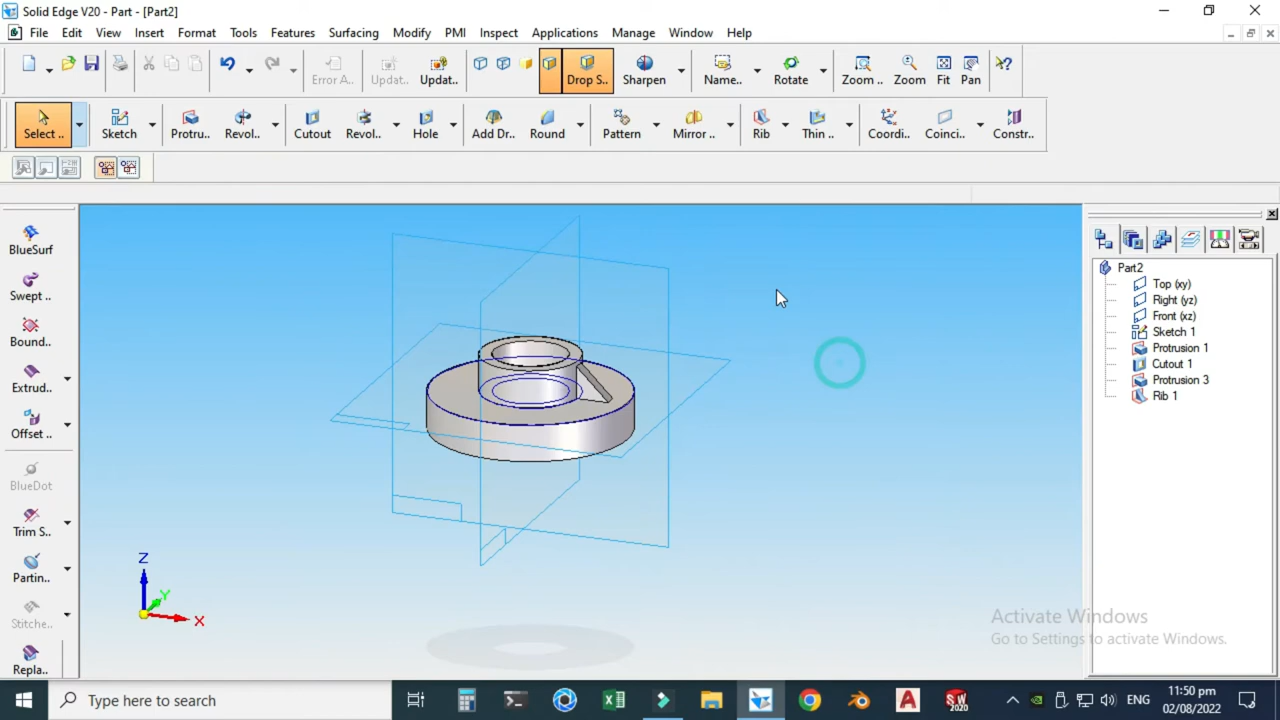 Solid Edge V20 - Part - [Part2]
File Edit View Insert Format Tools Features Surfacing Modify PMI Inspect Applications Manage Window Help
Error A... Updat.. Updat.. Drop S.. Sharpen Name.. Rotate Zoom .. Zoom Fit Pan
Select .. Sketch Protru.. Revol.. Cutout Revol.. Hole Add Dr.. Round Pattern Mirror .. Rib Thin .. Coordi.. Coinci.. Constr..
BlueSurf
Swept ..
Bound..
Extrud..
Offset ..
BlueDot
Trim S..
Partin..
Stitche..
Repla..
Part2
Top (xy)
Right (yz)
Front (xz)
Sketch 1
Protrusion 1
Cutout 1
Protrusion 3
Rib 1
Z
Y
X
Activate Windows
Go to Settings to activate Windows.
Type here to search
SW
2020
ENG
11:50 pm
02/08/2022